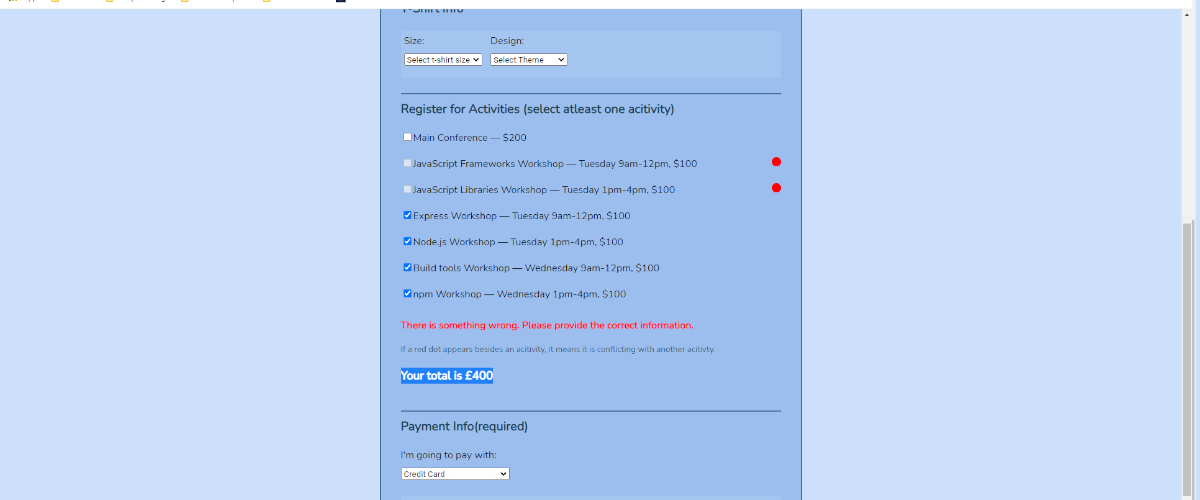 T-Shirt Info
Size: Design:
Select t-shirt size Select Theme
Register for Activities (select atleast one acitivity)
Main Conference — $200
JavaScript Frameworks Workshop — Tuesday 9am-12pm, $100
JavaScript Libraries Workshop — Tuesday 1pm-4pm, $100
Express Workshop — Tuesday 9am-12pm, $100
Node.js Workshop — Tuesday 1pm-4pm, $100
Build tools Workshop — Wednesday 9am-12pm, $100
npm Workshop — Wednesday 1pm-4pm, $100
There is something wrong. Please provide the correct information.
If a red dot appears besides an acitivity, it means it is conflicting with another acitivty.
Your total is £400
Payment Info(required)
I'm going to pay with:
Credit Card